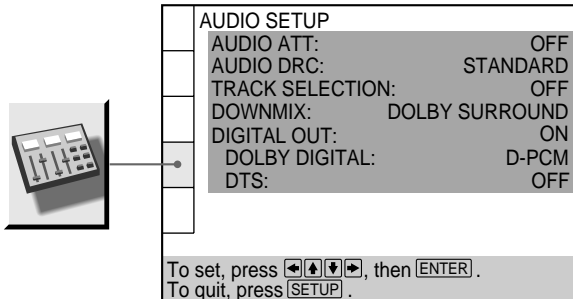 AUDIO SETUP
AUDIO ATT: OFF
AUDIO DRC: STANDARD
TRACK SELECTION: OFF
DOWNMIX: DOLBY SURROUND
DIGITAL OUT: ON
DOLBY DIGITAL: D-PCM
DTS: OFF
To set, press ←↑↓→, then ENTER.
To quit, press SETUP.